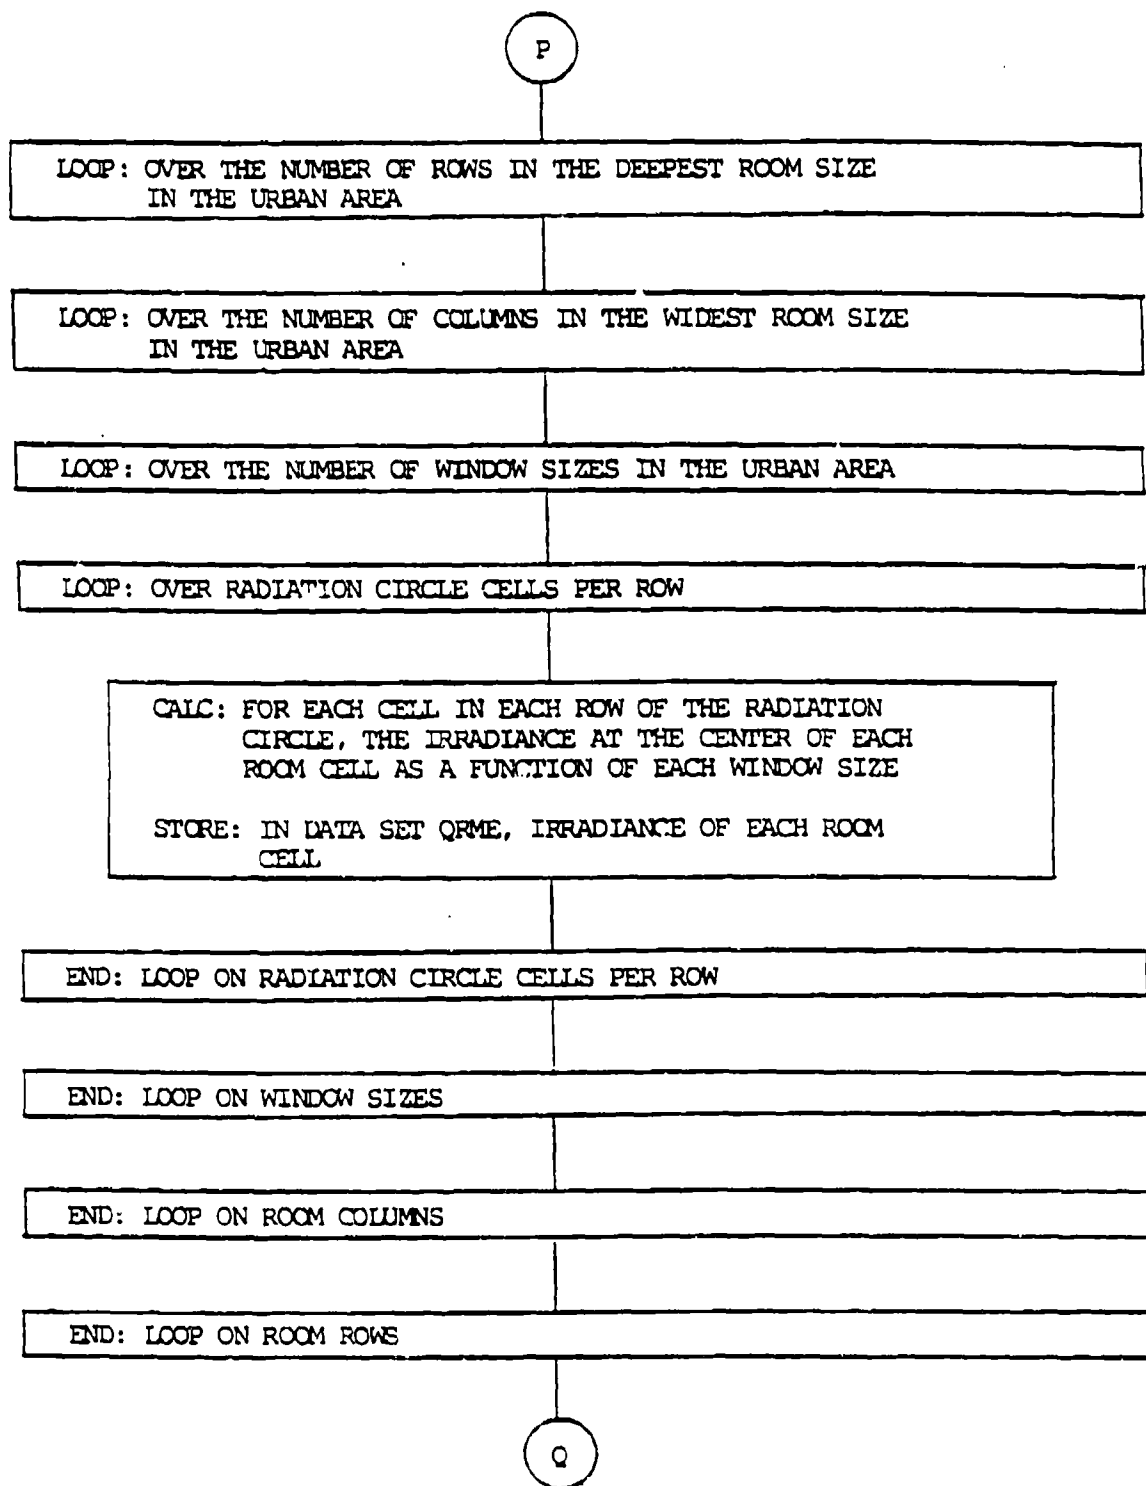 P
LOOP: OVER THE NUMBER OF ROWS IN THE DEEPEST ROOM SIZE
IN THE URBAN AREA
LOOP: OVER THE NUMBER OF COLUMNS IN THE WIDEST ROOM SIZE
IN THE URBAN AREA
LOOP: OVER THE NUMBER OF WINDOW SIZES IN THE URBAN AREA
LOOP: OVER RADIATION CIRCLE CELLS PER ROW
CALC: FOR EACH CELL IN EACH ROW OF THE RADIATION
CIRCLE, THE IRRADIANCE AT THE CENTER OF EACH
ROOM CELL AS A FUNCTION OF EACH WINDOW SIZE
STORE: IN DATA SET QRME, IRRADIANCE OF EACH ROOM
CELL
END: LOOP ON RADIATION CIRCLE CELLS PER ROW
END: LOOP ON WINDOW SIZES
END: LOOP ON ROOM COLUMNS
END: LOOP ON ROOM ROWS
Q